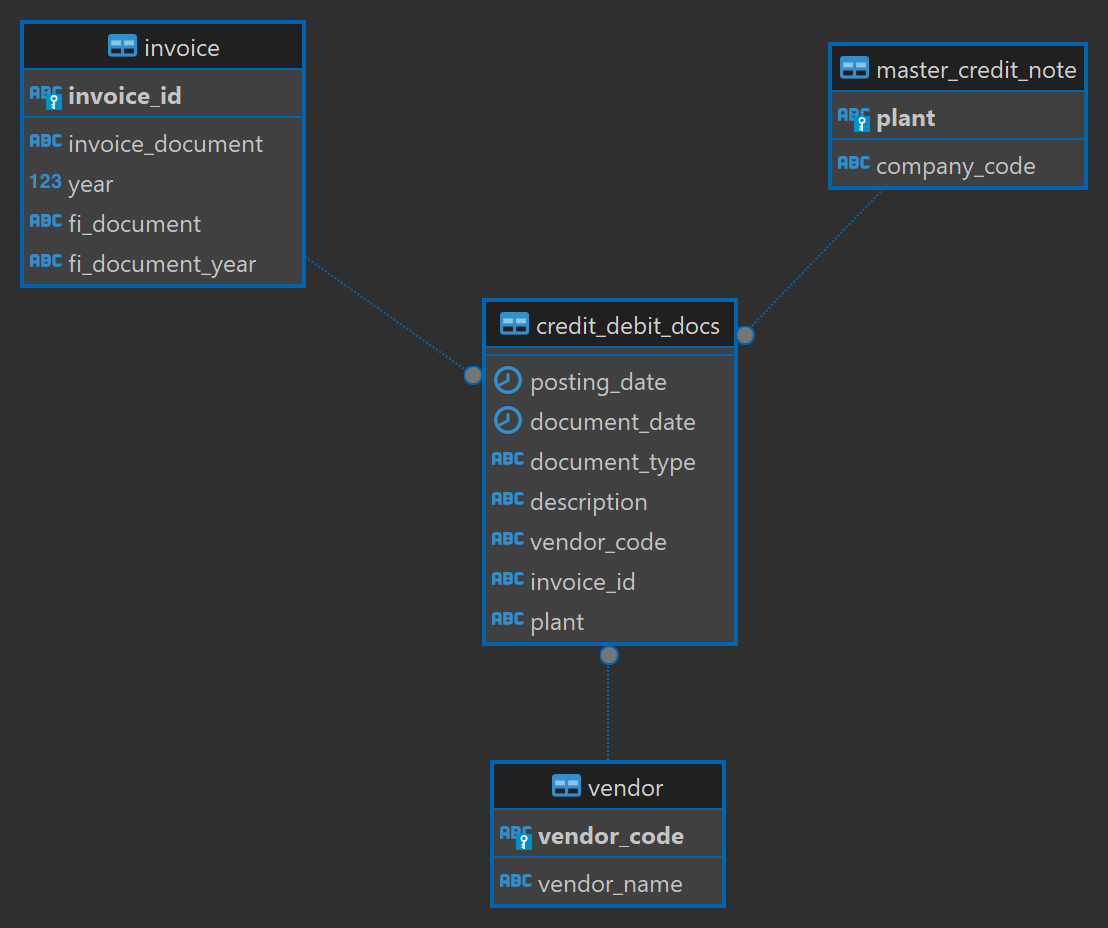 invoice
ABC invoice_id
ABC invoice_document
123 year
ABC fi_document
ABC fi_document_year
master_credit_note
ABC plant
ABC company_code
credit_debit_docs
posting_date
document_date
ABC document_type
ABC description
ABC vendor_code
ABC invoice_id
ABC plant
vendor
ABC vendor_code
ABC vendor_name